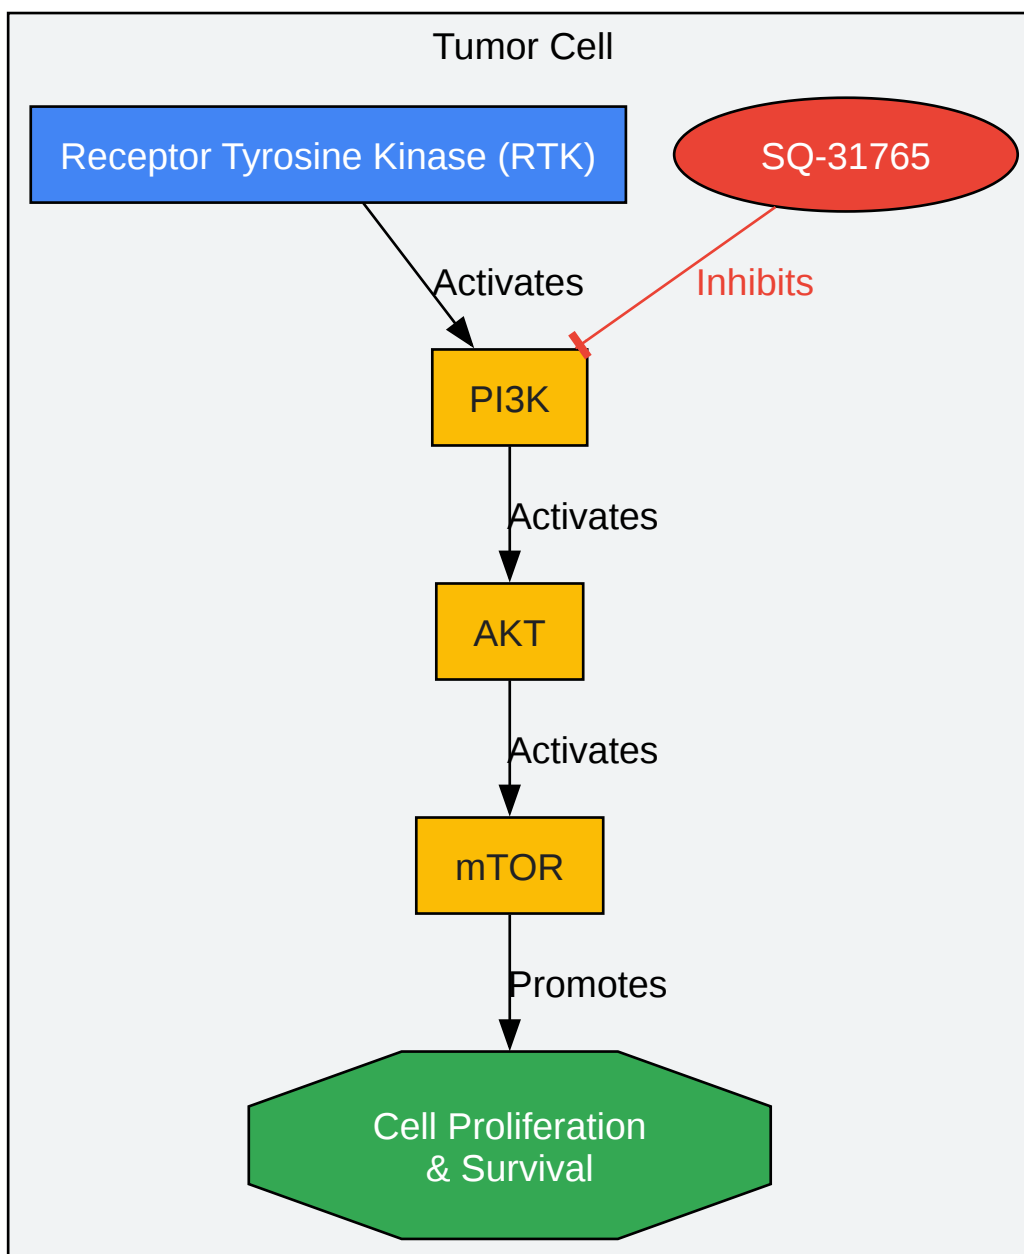 Tumor Cell
Receptor Tyrosine Kinase (RTK)
SQ-31765
Activates
Inhibits
PI3K
Activates
AKT
Activates
mTOR
Promotes
Cell Proliferation
& Survival